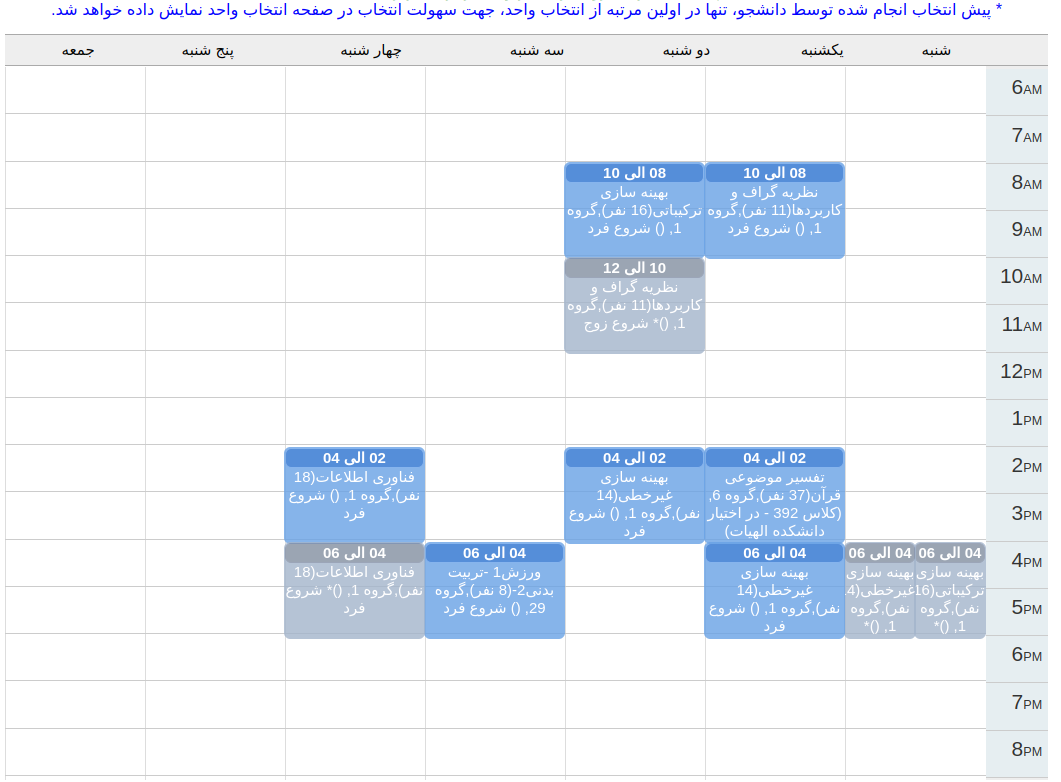 * پیش انتخاب انجام شده توسط دانشجو، تنها در اولین مرتبه از انتخاب واحد، جهت سهولت انتخاب در صفحه انتخاب واحد نمایش داده خواهد شد.
شنبه یکشنبه دو شنبه سه شنبه چهار شنبه پنج شنبه جمعه
6AM
7AM
8AM
9AM
10AM
11AM
12PM
1PM
2PM
3PM
4PM
5PM
6PM
7PM
8PM
08 الی 10
نظریه گراف و
کاربردها(11 نفر),گروه
1, () شروع فرد
08 الی 10
بهینه سازی
ترکیباتی(16 نفر),گروه
1, () شروع فرد
10 الی 12
نظریه گراف و
کاربردها(11 نفر),گروه
1, ()* شروع زوج
02 الی 04
تفسیر موضوعی
قرآن(37 نفر),گروه 6,
(کلاس 392 - در اختیار
دانشکده الهیات)
02 الی 04
بهینه سازی
غیرخطی(14
نفر),گروه 1, () شروع
فرد
02 الی 04
فناوری اطلاعات(18
نفر),گروه 1, () شروع
فرد
04 الی 06
بهینه سازی
ترکیباتی(16
نفر),گروه
1, ()*
04 الی 06
بهینه سازی
غیرخطی(14
نفر),گروه
1, ()*
04 الی 06
بهینه سازی
غیرخطی(14
نفر),گروه 1, () شروع
فرد
04 الی 06
ورزش1 -تربیت
بدنی2-(8 نفر),گروه
29, () شروع فرد
04 الی 06
فناوری اطلاعات(18
نفر),گروه 1, ()* شروع
فرد